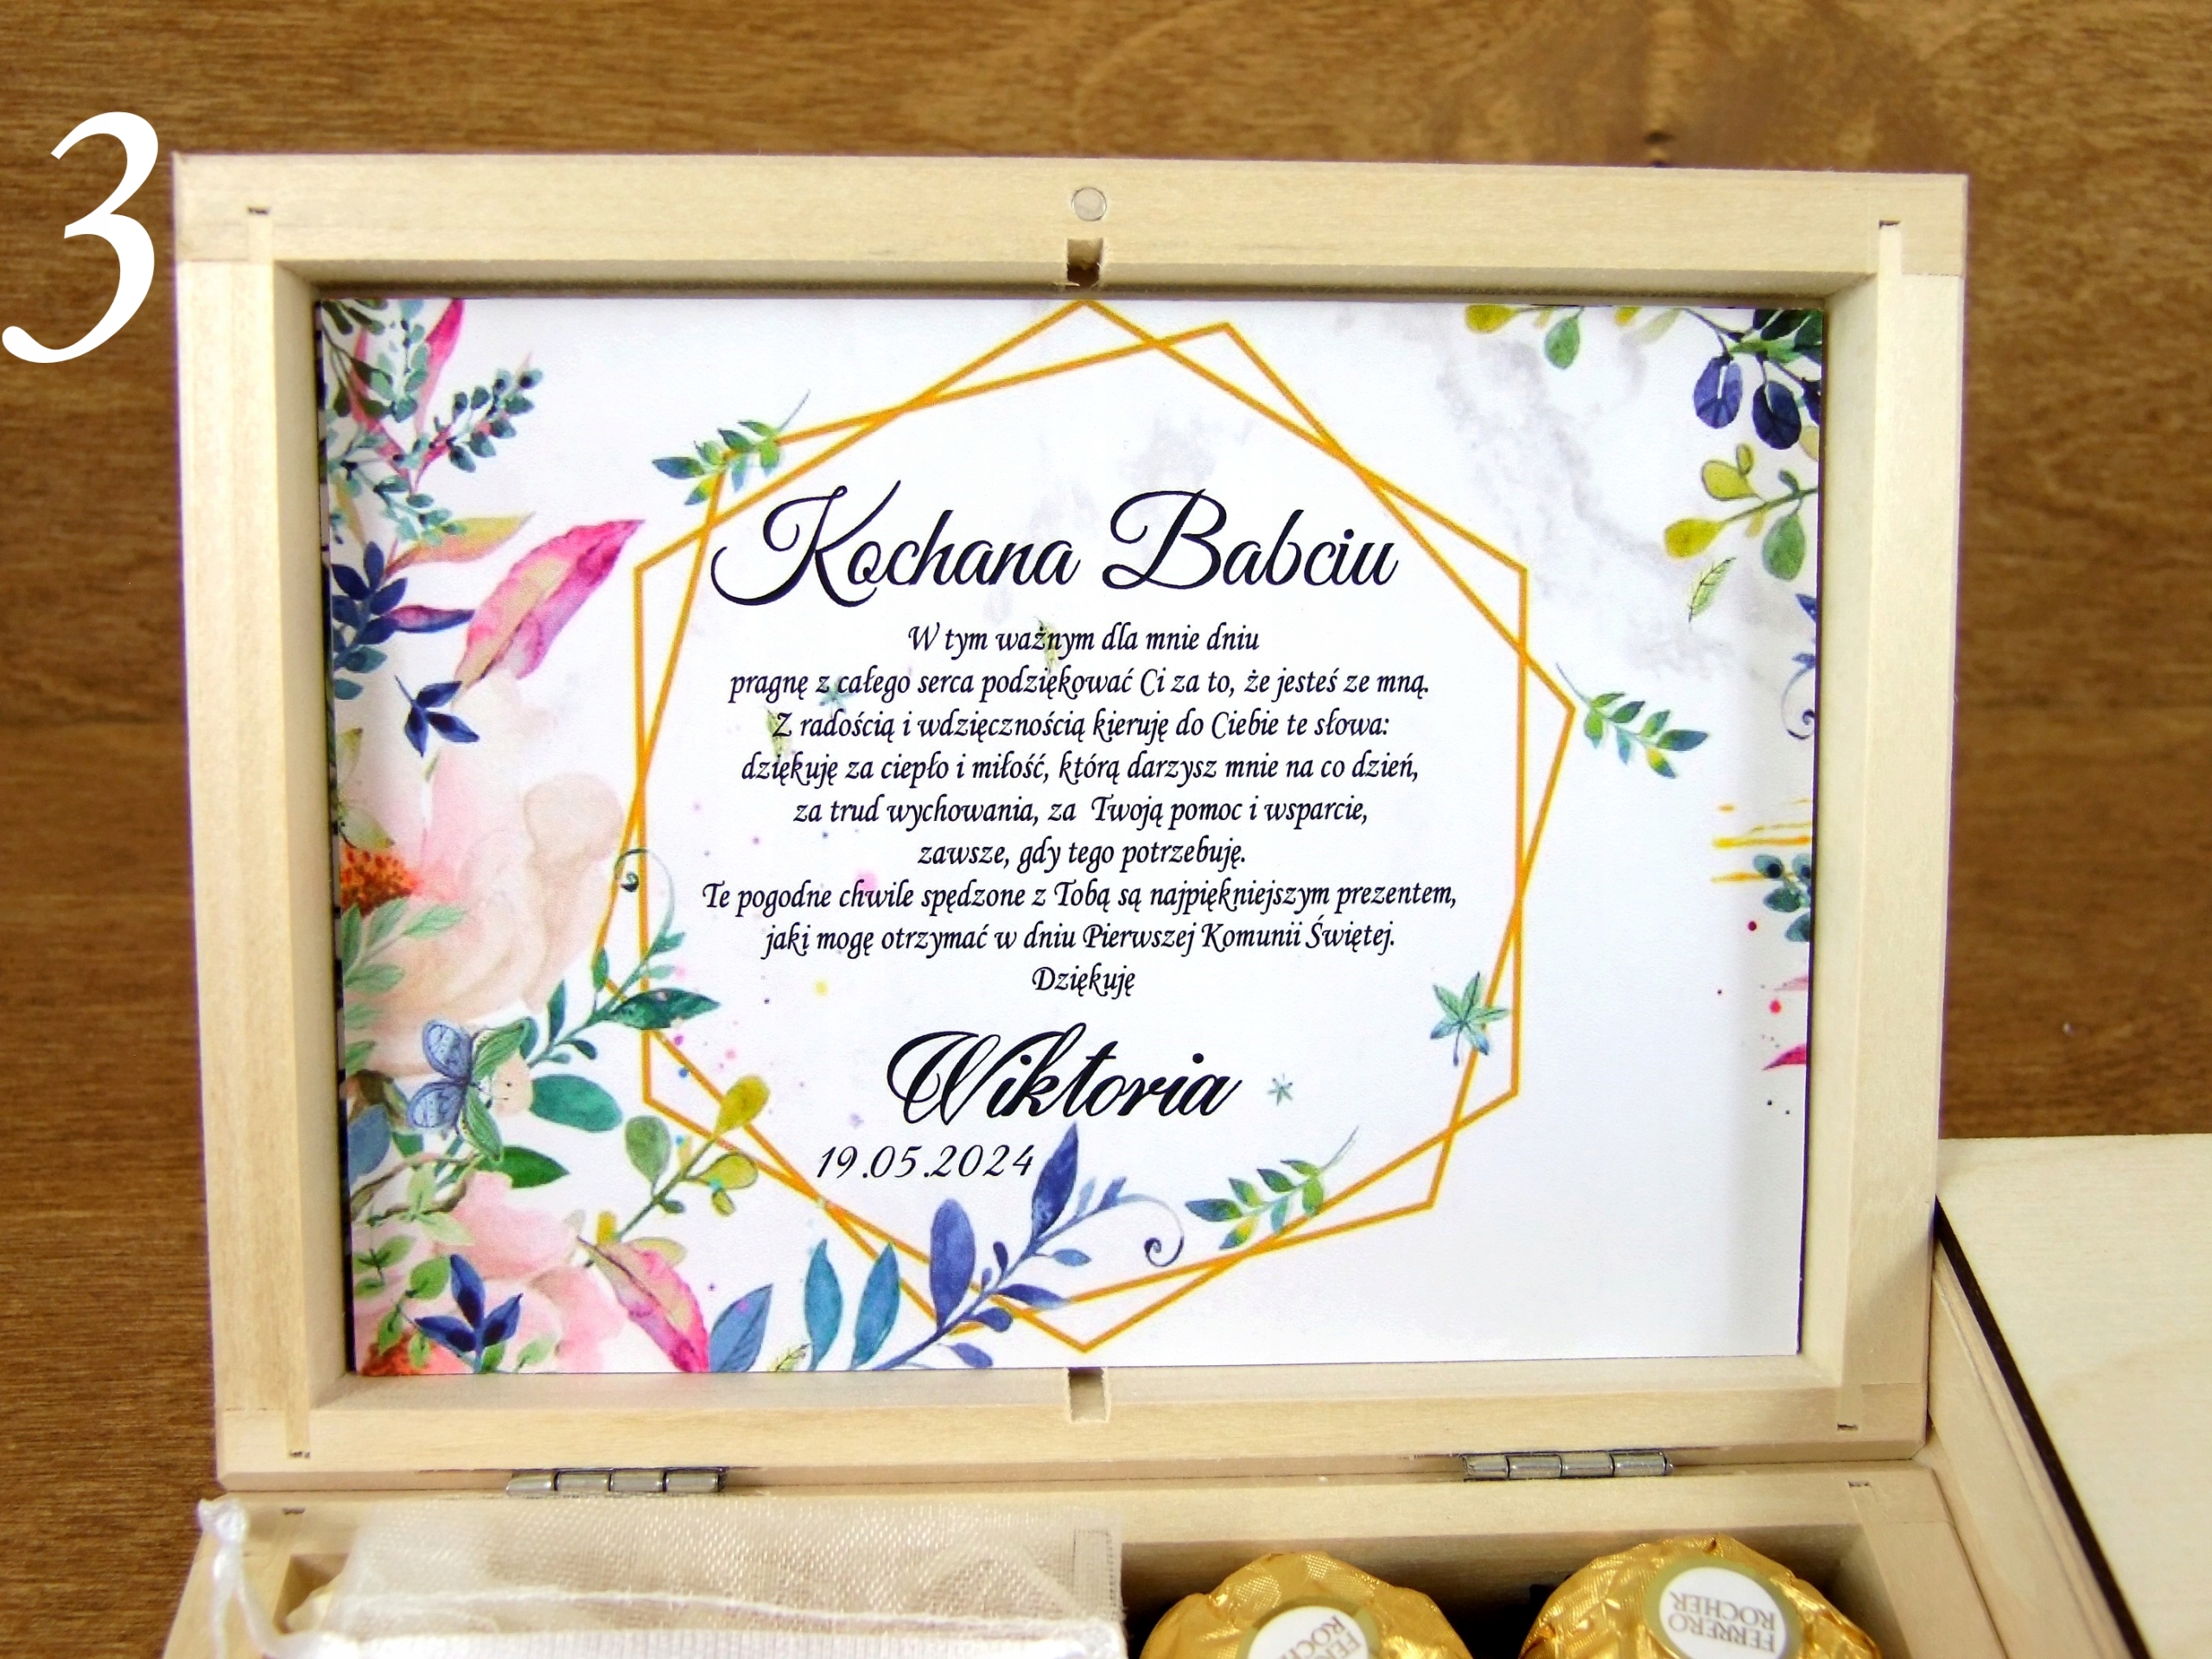 3
Kochana Babciu
W tym ważnym dla mnie dniu
pragnę z całego serca podziękować Ci za to, że jesteś ze mną.
Z radością i wdzięcznością kieruję do Ciebie te słowa:
dziękuję za ciepło i miłość, którą darzysz mnie na co dzień,
za trud wychowania, za Twoją pomoc i wsparcie,
zawsze, gdy tego potrzebuję.
Te pogodne chwile spędzone z Tobą są najpiękniejszym prezentem,
jaki mogę otrzymać w dniu Pierwszej Komunii Świętej.
Dziękuję
Wiktoria
19.05.2024
FERRERO
ROCHER